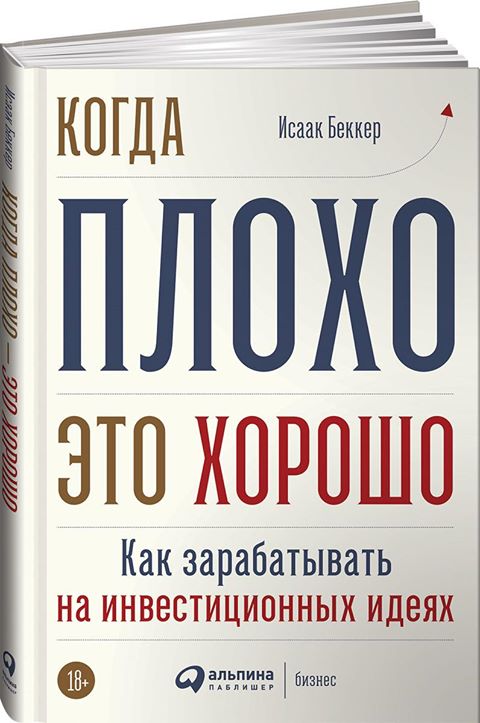 Исаак Беккер КОГДА ПЛОХО — ЭТО ХОРОШО
КОГДА
Исаак Беккер
ПЛОХО
ЭТО ХОРОШО
Как зарабатывать
на инвестиционных идеях
18+
альпина
ПАБЛИШЕР
бизнес